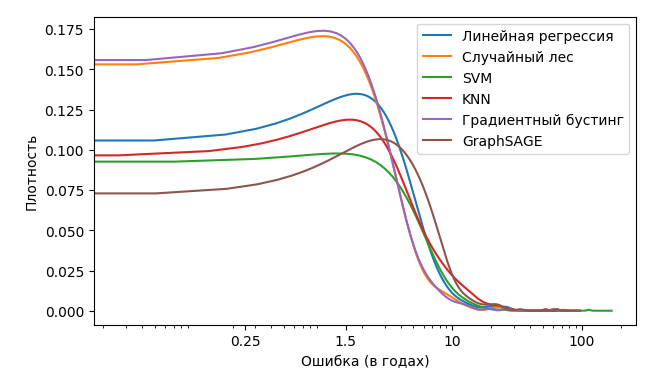 0.175
0.150
0.125
0.100
0.075
0.050
0.025
0.000
Плотность
Линейная регрессия
Случайный лес
SVM
KNN
Градиентный бустинг
GraphSAGE
0.25 1.5 10 100
Ошибка (в годах)